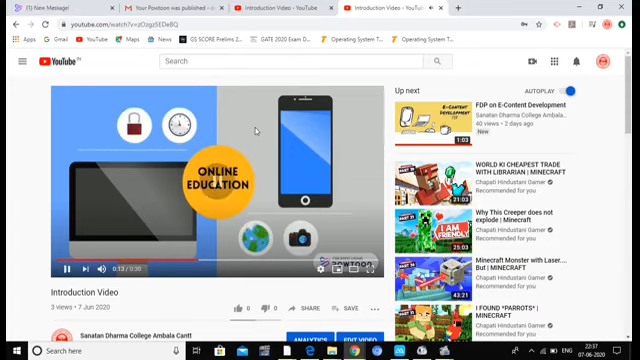 (1) New Message!
Your Powtoon was published -
Introduction Video - YouTube
Introduction Video - YouTube
youtube.com/watch?v=zOzgz5EDeBQ
Apps
Gmail
YouTube
Maps
News
GS SCORE Prelims 2...
GATE 2020 Exam D...
Operating System T...
Operating System T...
YouTube IN
Search
Up next
AUTOPLAY
ONLINE
EDUCATION
POWTOON
0:13 / 0:30
E-CONTENT
DEVELOPMENT
FDP
1:03
FDP on E-Content Development
Sanatan Dharma College Ambala...
40 views • 2 days ago
New
21:03
WORLD KI CHEAPEST TRADE
WITH LIBRARIAN | MINECRAFT
Chapati Hindustani Gamer
Recommended for you
I AM
FRIENDLY
25:03
Why This Creeper does not
explode | MINECRAFT
Chapati Hindustani Gamer
Recommended for you
43:21
Minecraft Monster with Laser....
But | MINECRAFT
Chapati Hindustani Gamer
Recommended for you
I FOUND *PARROTS* |
MINECRAFT
Chapati Hindustani Gamer
Introduction Video
3 views • 7 Jun 2020
0
0
SHARE
SAVE
Sanatan Dharma College Ambala Cantt
ANALYTICS
EDIT VIDEO
Type here to search
ENG
22:37
07-06-2020